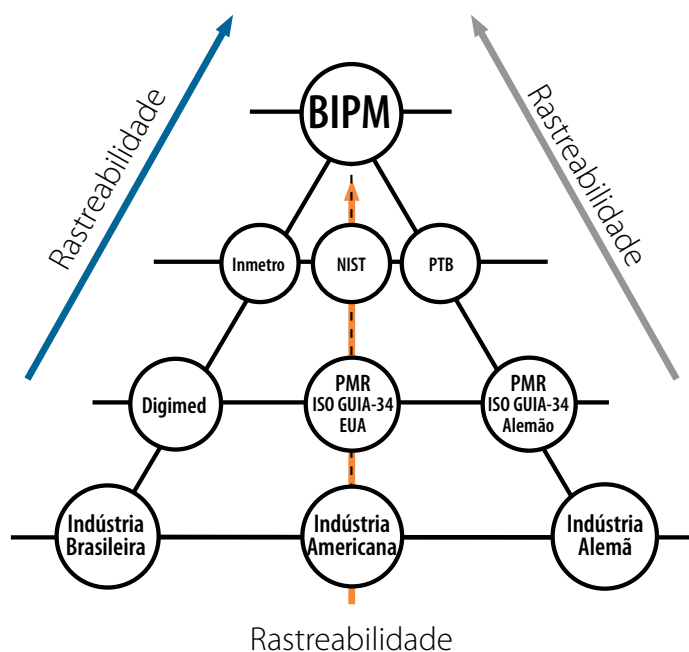 Rastreabilidade
Rastreabilidade
BIPM
Inmetro
NIST
PTB
Digimed
PMR
ISO GUIA-34
EUA
PMR
ISO GUIA-34
Alemão
Indústria
Brasileira
Indústria
Americana
Indústria
Alemã
Rastreabilidade